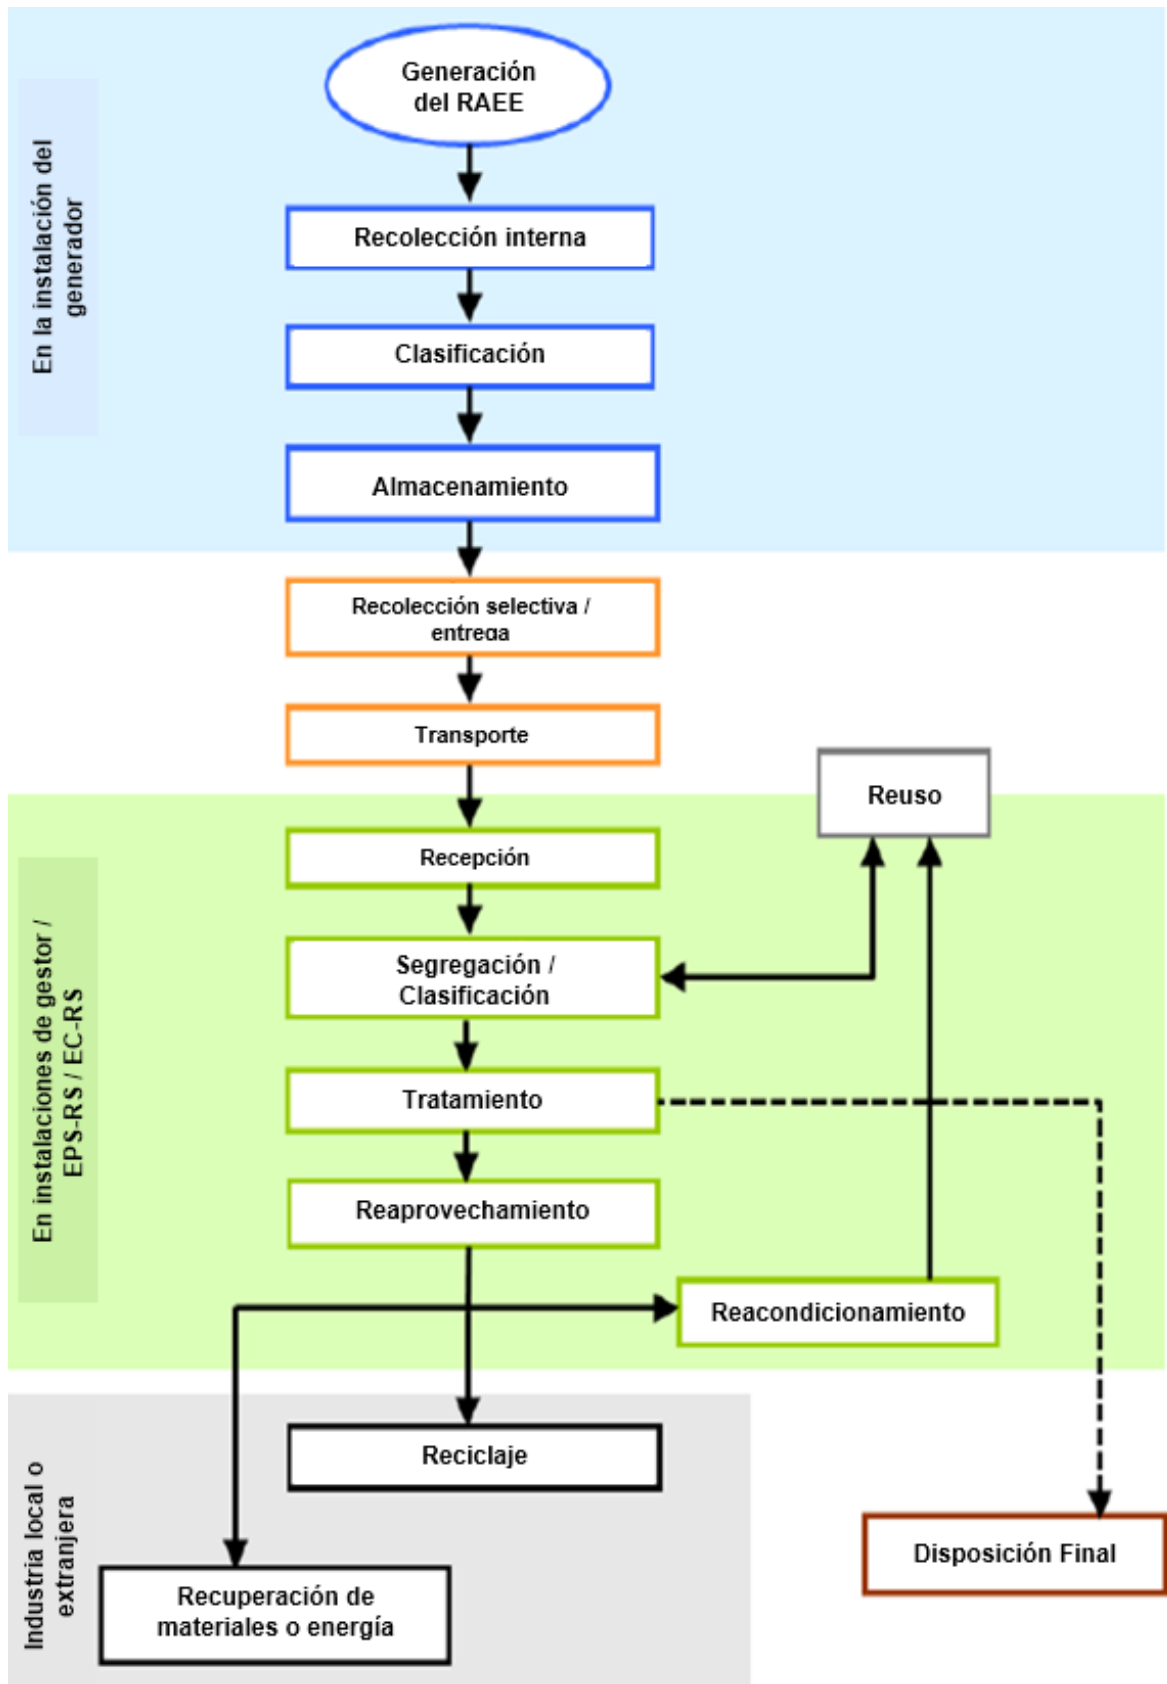 Generación
del RAEE
En la instalación del
generador
Recolección interna
Clasificación
Almacenamiento
Recolección selectiva /
entrega
Transporte
Reuso
Recepción
En instalaciones de gestor /
EPS-RS / EC-RS
Segregación /
Clasificación
Tratamiento
Reaprovechamiento
Reacondicionamiento
Industria local o
extranjera
Reciclaje
Disposición Final
Recuperación de
materiales o energía